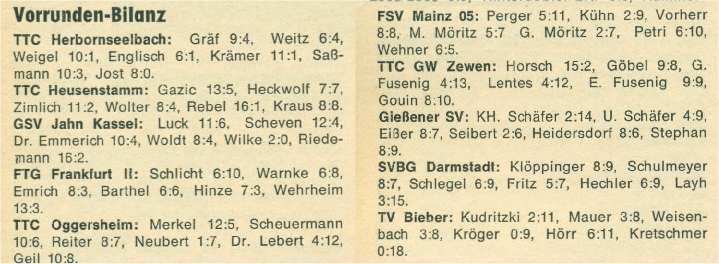 Vorrunden-Bilanz
TTC Herbornseelbach: Gräf 9:4, Weitz 6:4,
Weigel 10:1, Englisch 6:1, Krämer 11:1, Saß-
mann 10:3, Jost 8:0.
TTC Heusenstamm: Gazic 13:5, Heckwolf 7:7,
Zimlich 11:2, Wolter 8:4, Rebel 16:1, Kraus 8:8.
GSV Jahn Kassel: Luck 11:6, Scheven 12:4,
Dr. Emmerich 10:4, Woldt 8:4, Wilke 2:0, Riede-
mann 16:2.
FTG Frankfurt II: Schlicht 6:10, Warnke 6:8,
Emrich 8:3, Barthel 6:6, Hinze 7:3, Wehrheim
13:3.
TTC Oggersheim: Merkel 12:5, Scheuermann
10:6, Reiter 8:7, Neubert 1:7, Dr. Lebert 4:12,
Geil 10:8.
FSV Mainz 05: Perger 5:11, Kühn 2:9, Vorherr
8:8, M. Möritz 5:7 G. Möritz 2:7, Petri 6:10,
Wehner 6:5.
TTC GW Zewen: Horsch 15:2, Göbel 9:8, G.
Fusenig 4:13, Lentes 4:12, E. Fusenig 9:9,
Gouin 8:10.
Gießener SV: KH. Schäfer 2:14, U. Schäfer 4:9,
Eißer 8:7, Seibert 2:6, Heidersdorf 8:6, Stephan
8:9.
SVBG Darmstadt: Klöppinger 8:9, Schulmeyer
8:7, Schlegel 6:9, Fritz 5:7, Hechler 6:9, Layh
3:15.
TV Bieber: Kudritzki 2:11, Mauer 3:8, Weisen-
bach 3:8, Kröger 0:9, Hörr 6:11, Kretschmer
0:18.